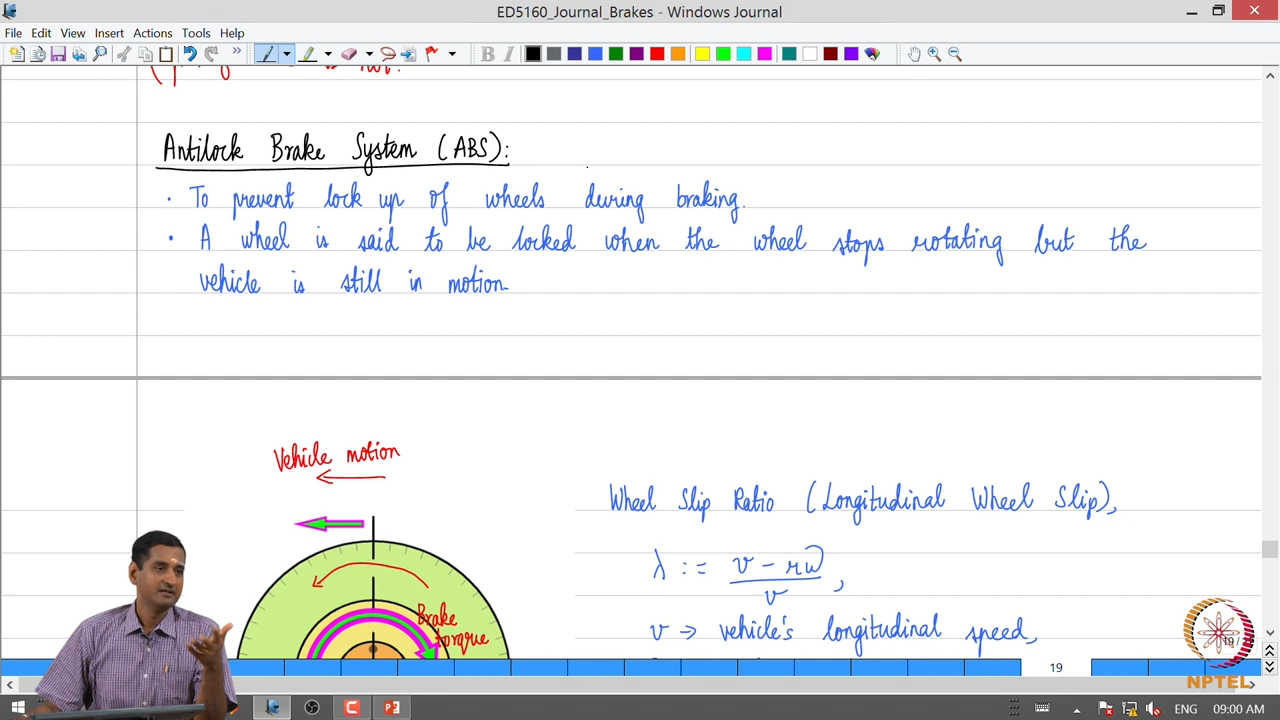 ED5160_Journal_Brakes - Windows Journal
File Edit View Insert Actions Tools Help
Antilock Brake System (ABS):
· To prevent lock up of wheels during braking.
· A wheel is said to be locked when the wheel stops rotating but the
vehicle is still in motion
Vehicle motion
Wheel Slip Ratio (Longitudinal Wheel Slip),
λ := (v - rω) / v,
Brake
torque
v → vehicle's longitudinal speed,
19
NPTEL
ENG 09:00 AM